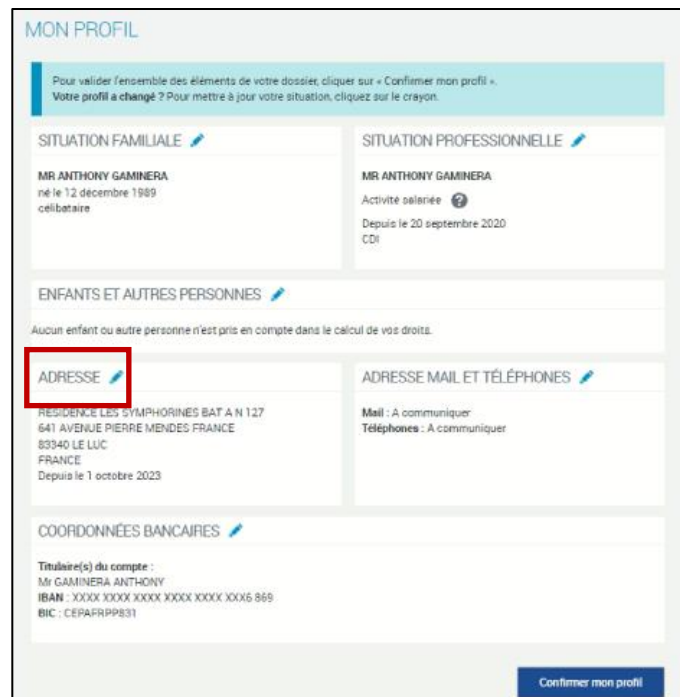 MON PROFIL
Pour valider l'ensemble des éléments de votre dossier, cliquer sur « Confirmer mon profil ».
Votre profil a changé ? Pour mettre à jour votre situation, cliquez sur le crayon.
SITUATION FAMILIALE
MR ANTHONY GAMINERA
né le 12 décembre 1989
célibataire
SITUATION PROFESSIONNELLE
MR ANTHONY GAMINERA
Activité salariée ?
Depuis le 20 septembre 2020
CDI
ENFANTS ET AUTRES PERSONNES
Aucun enfant ou autre personne n'est pris en compte dans le calcul de vos droits.
ADRESSE
RESIDENCE LES SYMPHORINES BAT A N 127
641 AVENUE PIERRE MENDES FRANCE
83340 LE LUC
FRANCE
Depuis le 1 octobre 2023
ADRESSE MAIL ET TÉLÉPHONES
Mail : A communiquer
Téléphones : A communiquer
COORDONNÉES BANCAIRES
Titulaire(s) du compte :
Mr GAMINERA ANTHONY
IBAN : XXXX XXXX XXXX XXXX XXXX XXX6 869
BIC : CEPAFRPP831
Confirmer mon profil